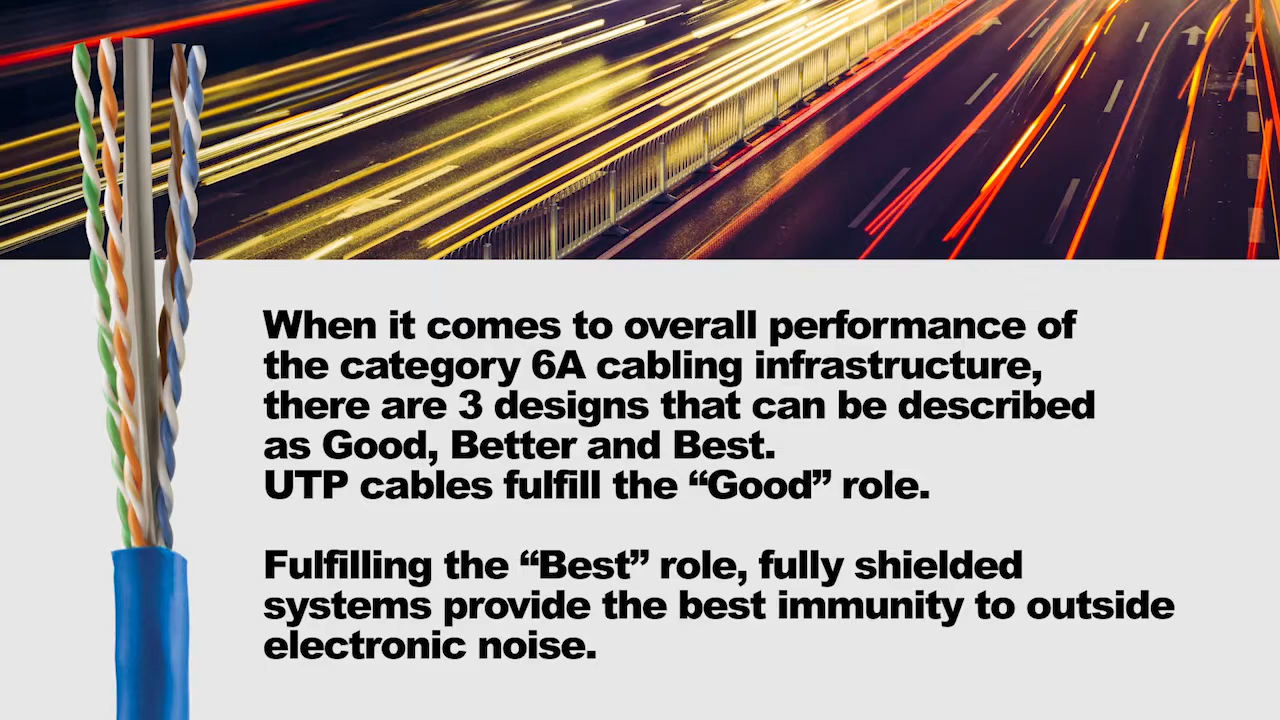 When it comes to overall performance of
the category 6A cabling infrastructure,
there are 3 designs that can be described
as Good, Better and Best.
UTP cables fulfill the “Good” role.
Fulfilling the “Best” role, fully shielded
systems provide the best immunity to outside
electronic noise.